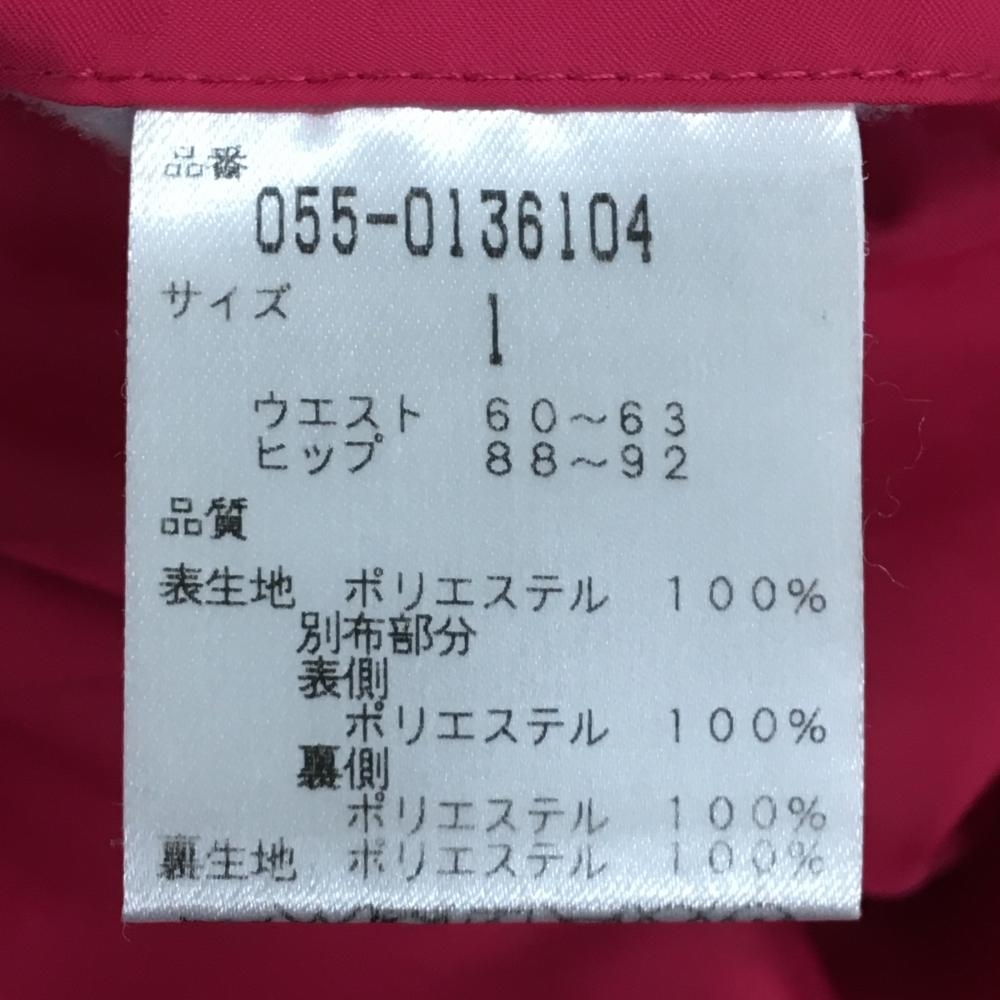 品番
055-0136104
サイズ
1
ウエスト 60～63
ヒップ 88～92
品質
表生地 ポリエステル 100%
別布部分
表側
ポリエステル 100%
裏側
ポリエステル 100%
裏生地 ポリエステル 100%